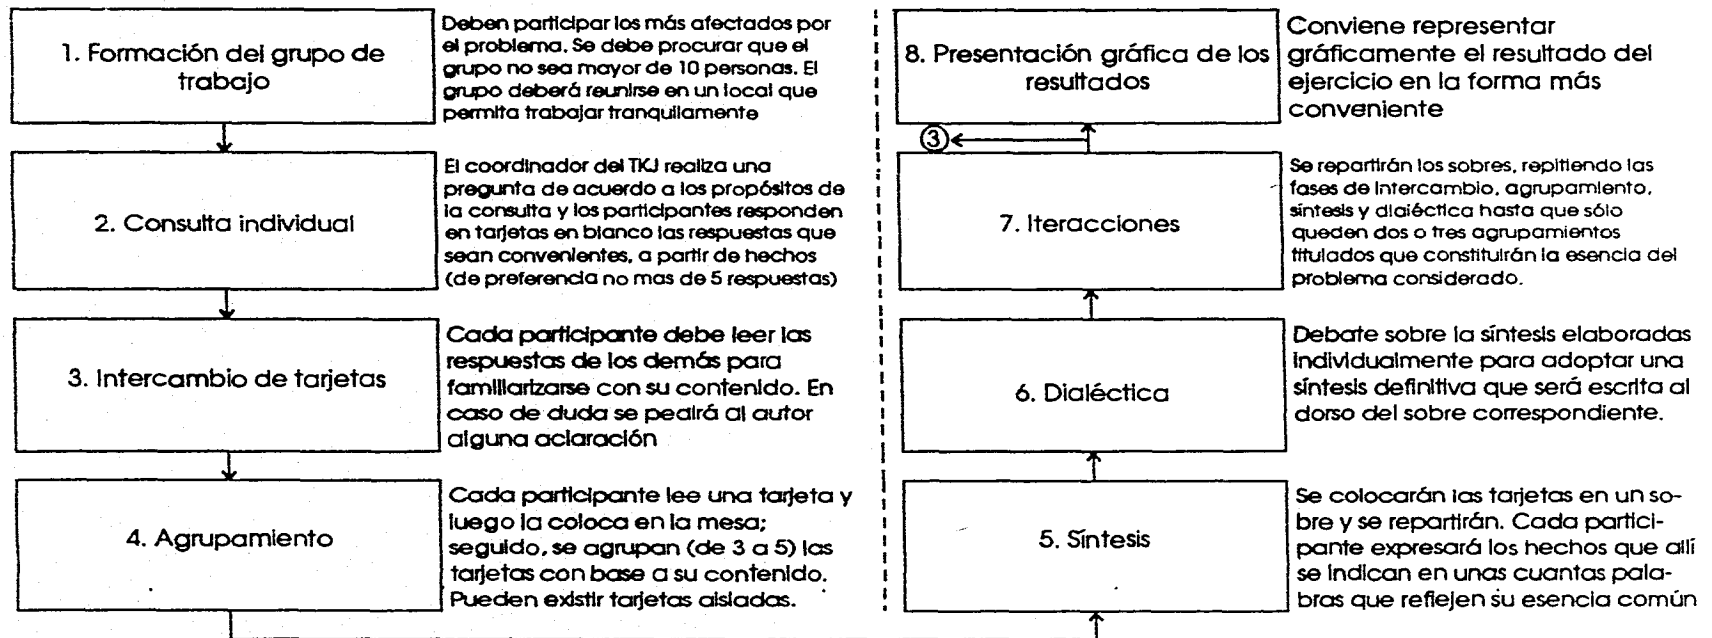 1. Formación del grupo de
trabajo
Deben participar los más afectados por
el problema. Se debe procurar que el
grupo no sea mayor de 10 personas. El
grupo deberá reunirse en un local que
permita trabajar tranquilamente
2. Consulta individual
El coordinador del TKJ realiza una
pregunta de acuerdo a los propósitos de
la consulta y los participantes responden
en tarjetas en blanco las respuestas que
sean convenientes, a partir de hechos
(de preferencia no mas de 5 respuestas)
3. Intercambio de tarjetas
Cada participante debe leer las
respuestas de los demás para
familiarizarse con su contenido. En
caso de duda se pedirá al autor
alguna aclaración
4. Agrupamiento
Cada participante lee una tarjeta y
luego la coloca en la mesa;
seguido, se agrupan (de 3 a 5) las
tarjetas con base a su contenido.
Pueden existir tarjetas aisladas.
8. Presentación gráfica de los
resultados
Conviene representar
gráficamente el resultado del
ejercicio en la forma más
conveniente
3
7. Iteracciones
Se repartirán los sobres, repitiendo las
fases de intercambio, agrupamiento,
síntesis y dialéctica hasta que sólo
queden dos o tres agrupamientos
titulados que constituirán la esencia del
problema considerado.
6. Dialéctica
Debate sobre la síntesis elaboradas
individualmente para adoptar una
síntesis definitiva que será escrita al
dorso del sobre correspondiente.
5. Síntesis
Se colocarán las tarjetas en un so-
bre y se repartirán. Cada partici-
pante expresará los hechos que allí
se indican en unas cuantas pala-
bras que reflejen su esencia común